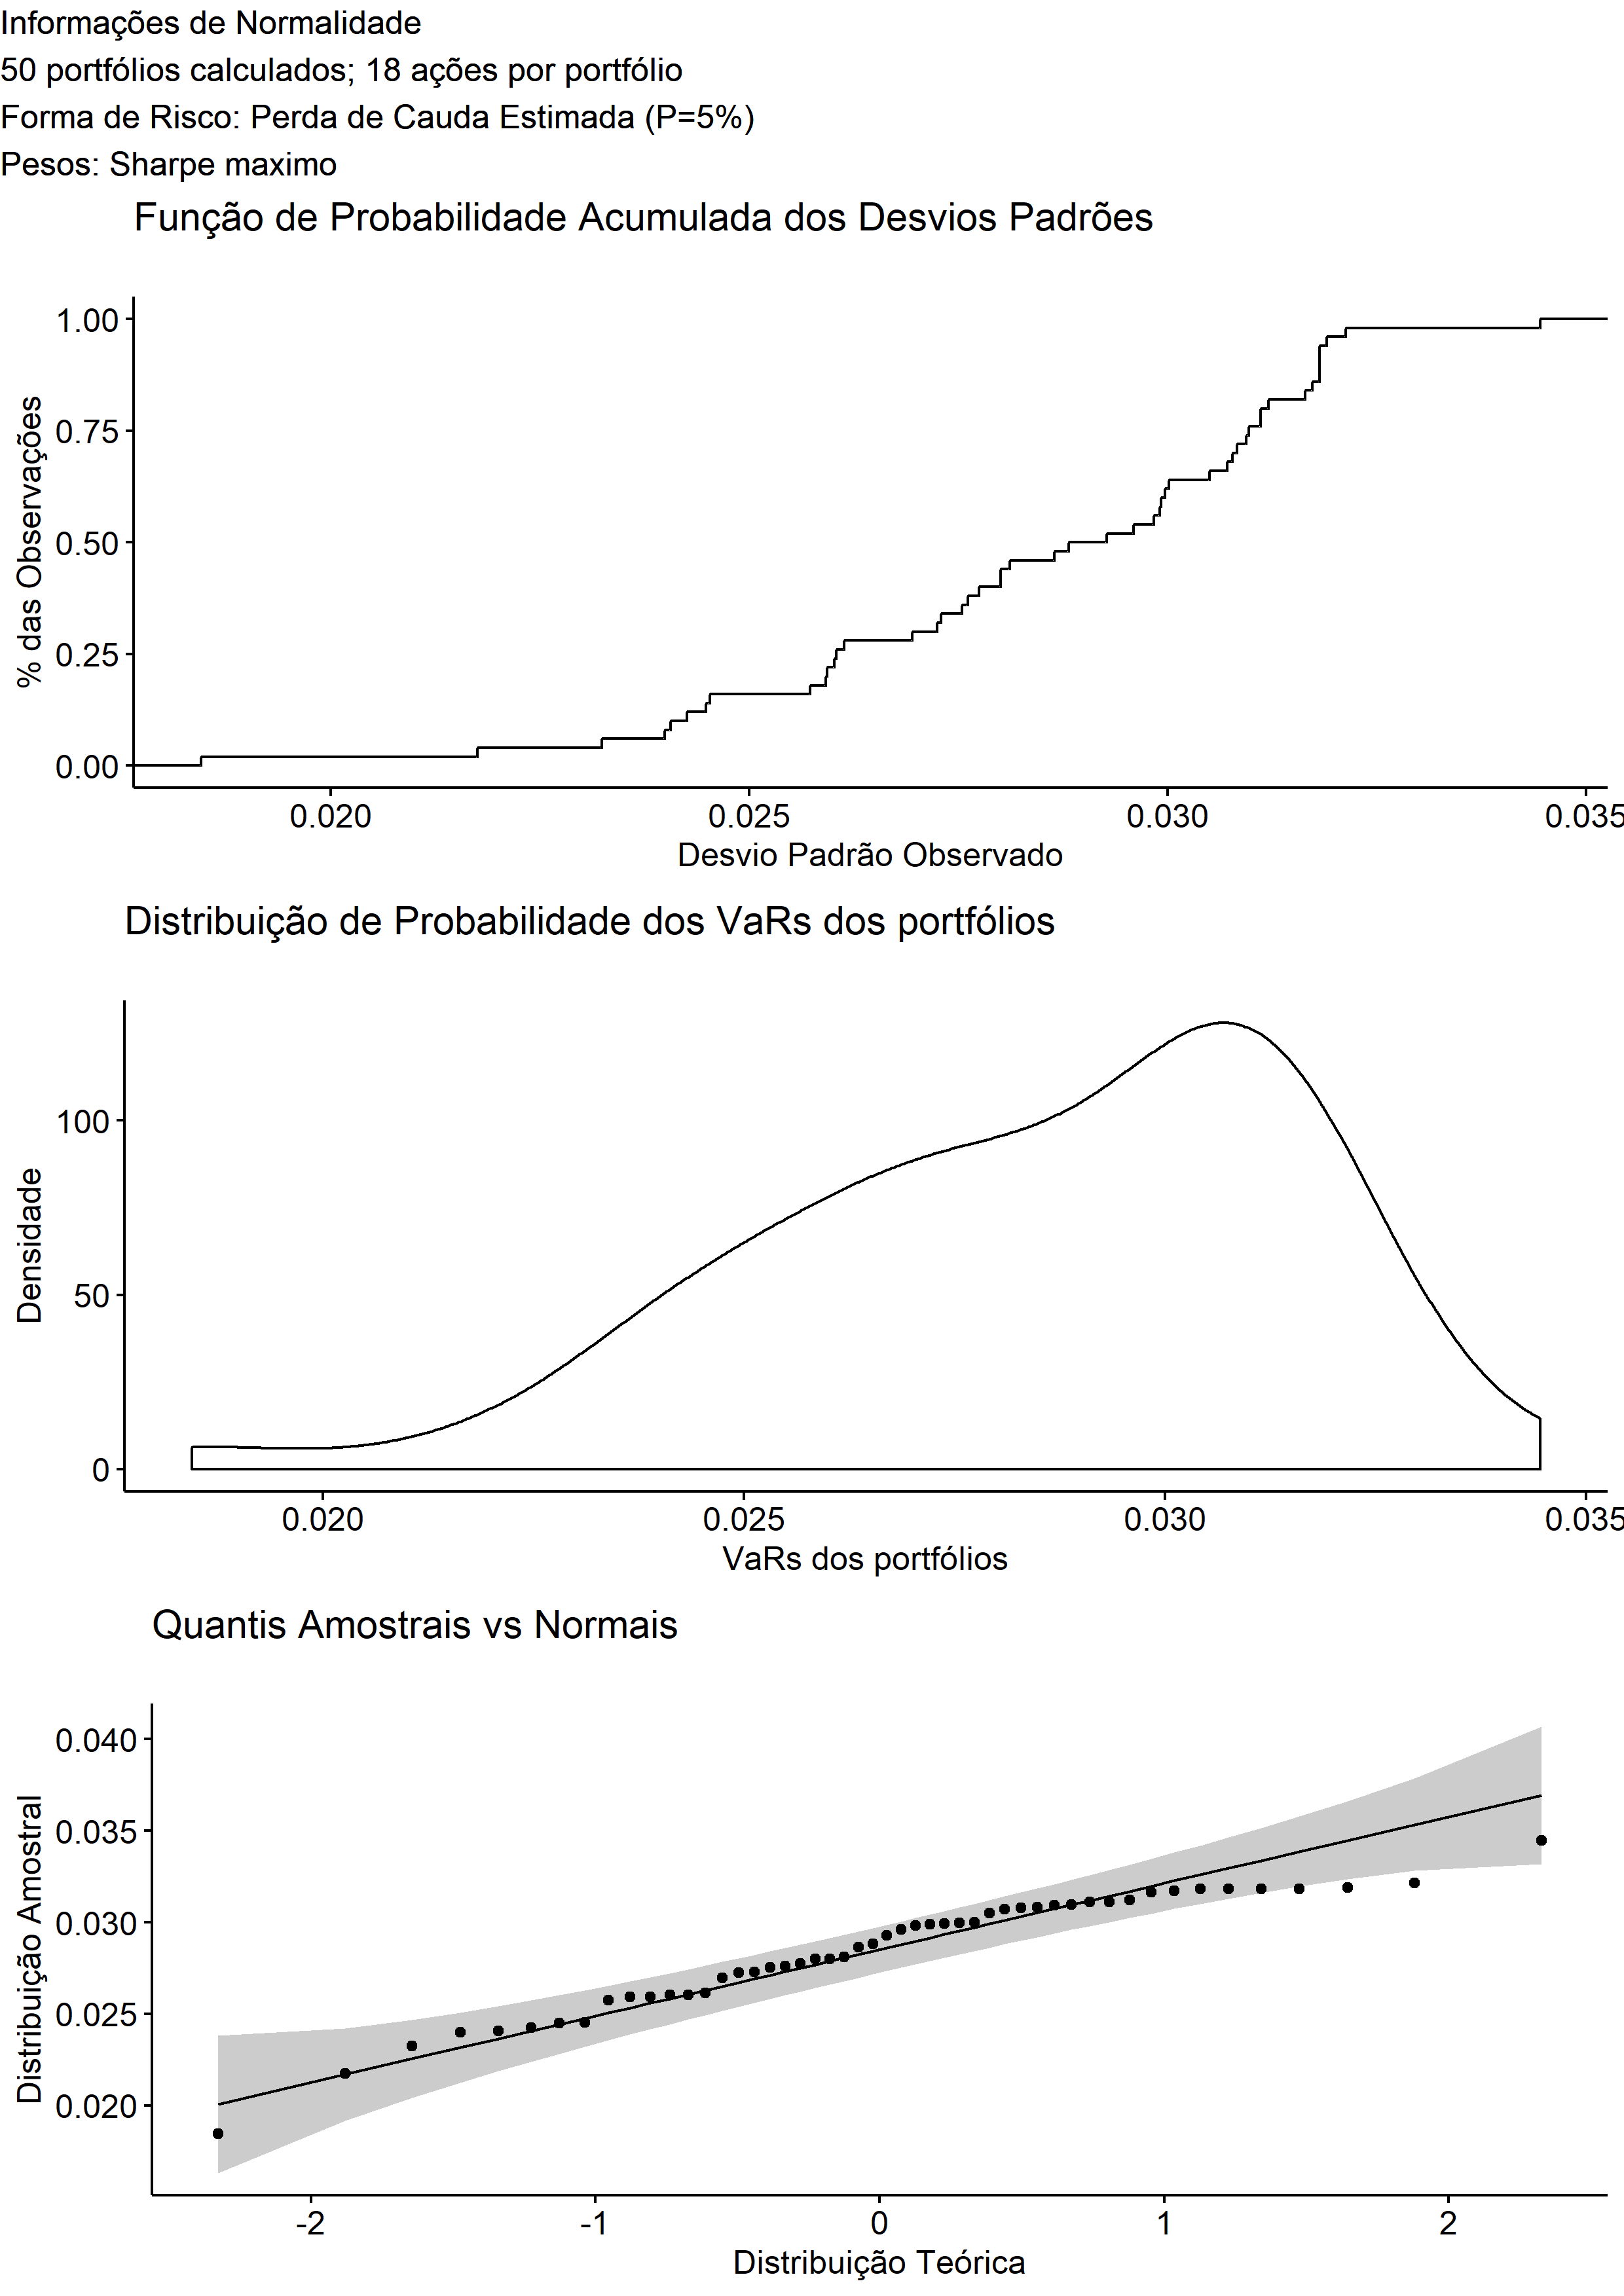 Informações de Normalidade
50 portfólios calculados; 18 ações por portfólio
Forma de Risco: Perda de Cauda Estimada (P=5%)
Pesos: Sharpe maximo
Função de Probabilidade Acumulada dos Desvios Padrões
% das Observações
1.00
0.75
0.50
0.25
0.00
0.020 0.025 0.030 0.035
Desvio Padrão Observado
Distribuição de Probabilidade dos VaRs dos portfólios
Densidade
100
50
0
0.020 0.025 0.030 0.035
VaRs dos portfólios
Quantis Amostrais vs Normais
Distribuição Amostral
0.040
0.035
0.030
0.025
0.020
-2 -1 0 1 2
Distribuição Teórica